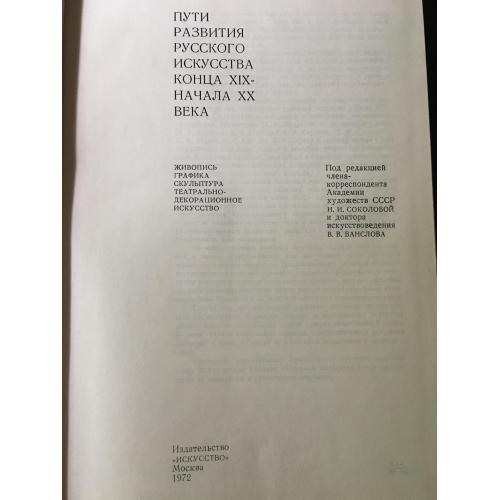 ПУТИ
РАЗВИТИЯ
РУССКОГО
ИСКУССТВА
КОНЦА XIX-
НАЧАЛА XX
ВЕКА
ЖИВОПИСЬ
ГРАФИКА
СКУЛЬПТУРА
ТЕАТРАЛЬНО-
ДЕКОРАЦИОННОЕ
ИСКУССТВО
Под редакцией
члена-
корреспондента
Академии
художеств СССР
Н. И. СОКОЛОВОЙ
и доктора
искусствоведения
В. В. ВАНСЛОВА
Издательство
«ИСКУССТВО»
Москва
1972